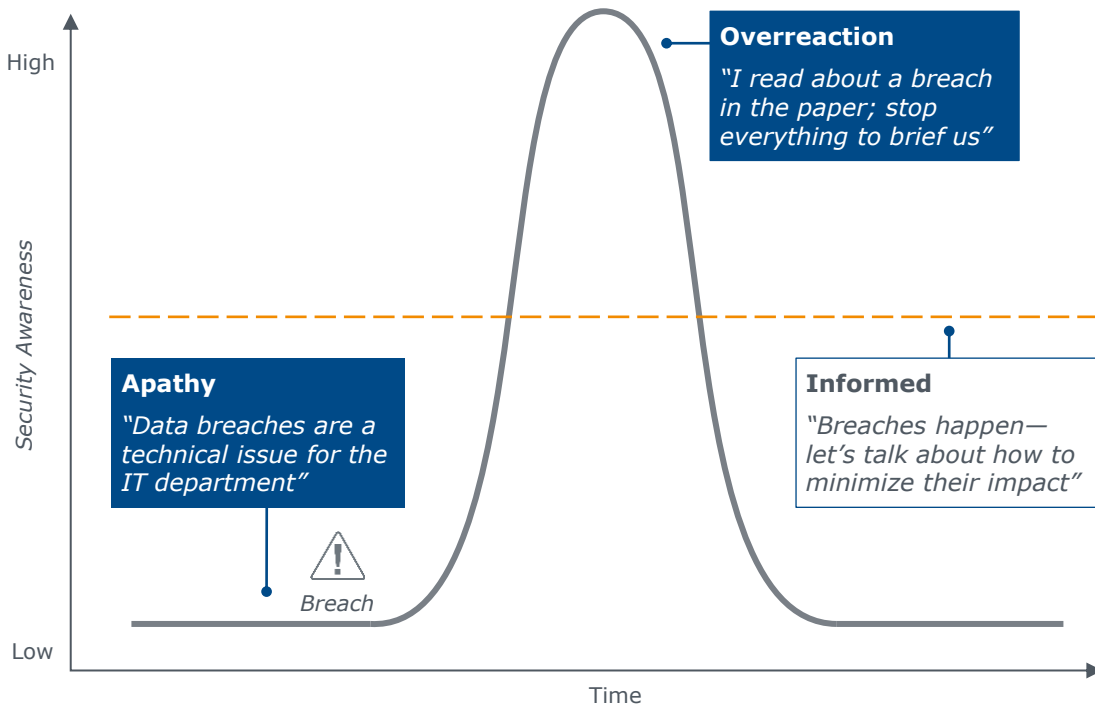 High
Overreaction
“I read about a breach
in the paper; stop
everything to brief us”
Security Awareness
Apathy
“Data breaches are a
technical issue for the
IT department”
Informed
“Breaches happen—
let’s talk about how to
minimize their impact”
!
Breach
Low
Time